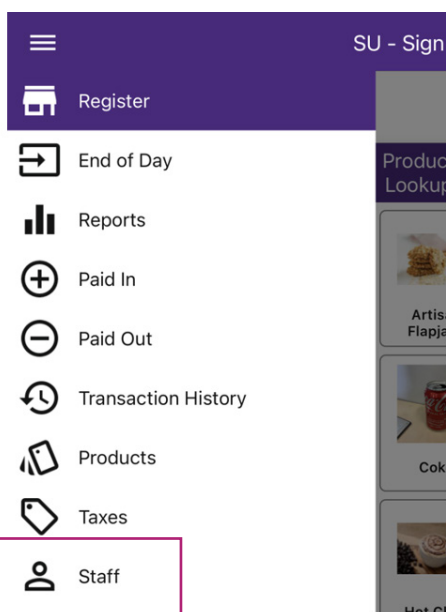 SU - Sign
Register
End of Day
Reports
Paid In
Paid Out
Transaction History
Products
Taxes
Staff
Produc
Lookup
Artis
Flapja
Cok